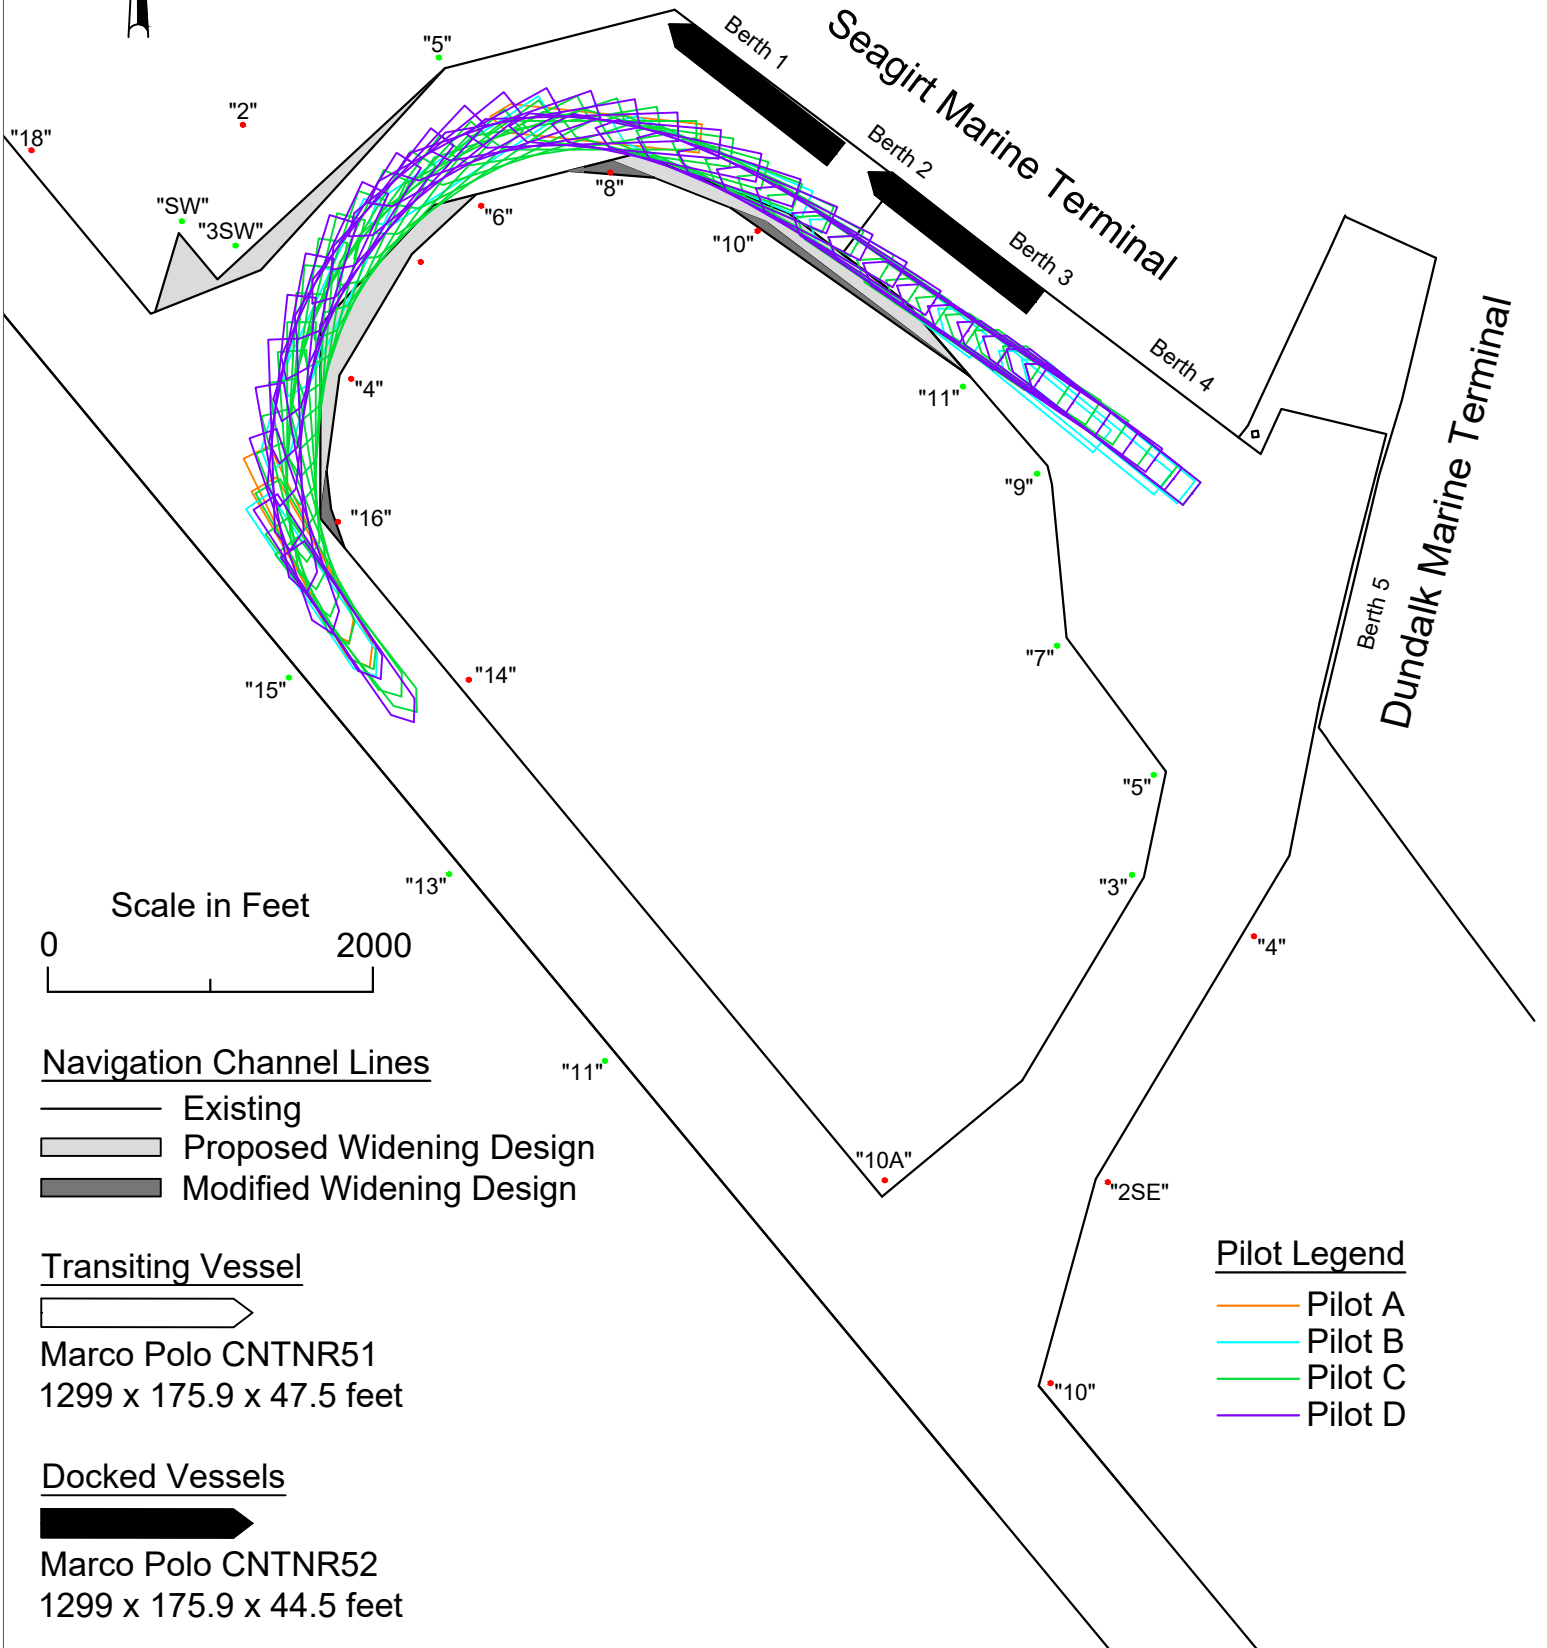 "5"
Berth 1
Seagirt Marine Terminal
"2"
"18"
Berth 2
"8"
"SW"
"6"
"3SW"
"10"
Berth 3
Berth 4
"4"
"11"
Dundalk Marine Terminal
"9"
"16"
Berth 5
"7"
"14"
"15"
"5"
"13"
"3"
Scale in Feet
0 2000
"4"
Navigation Channel Lines
"11"
Existing
Proposed Widening Design
Modified Widening Design
"10A"
"2SE"
Transiting Vessel
Marco Polo CNTNR51
1299 x 175.9 x 47.5 feet
Pilot Legend
Pilot A
Pilot B
Pilot C
Pilot D
"10"
Docked Vessels
Marco Polo CNTNR52
1299 x 175.9 x 44.5 feet